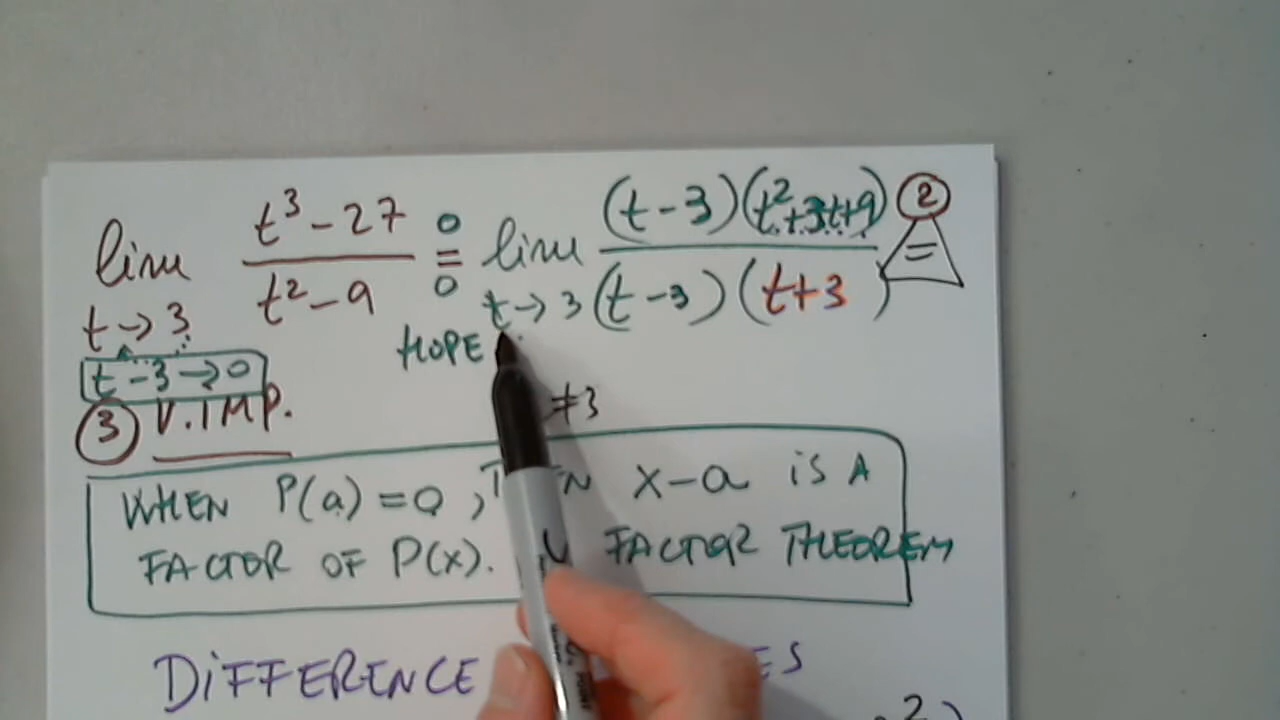 lim t→3 (t³ - 27)/(t² - 9) = 0/0 lim t→3 ((t-3)(t²+3t+9))/((t-3)(t+3)) ② =
HOPE
t-3→0
≠3
③ V.IMP.
WHEN P(a)=0, x-a IS A
FACTOR OF P(x). FACTOR THEOREM
DIFFERENCE
2)